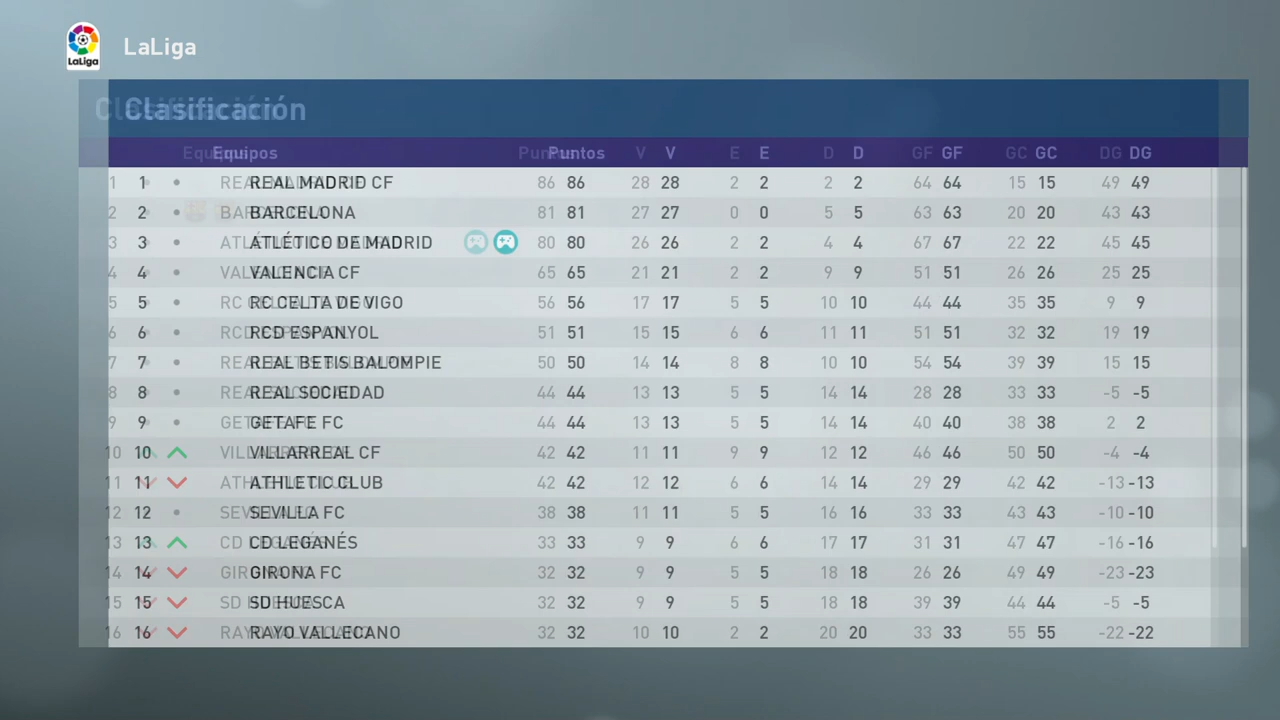 LaLiga
LaLiga
Clasificación
Equipos Puntos V E D GF GC DG
1 REAL MADRID CF 86 28 2 2 64 15 49
2 BARCELONA 81 27 0 5 63 20 43
3 ATLÉTICO DE MADRID 80 26 2 4 67 22 45
4 VALENCIA CF 65 21 2 9 51 26 25
5 RC CELTA DE VIGO 56 17 5 10 44 35 9
6 RCD ESPANYOL 51 15 6 11 51 32 19
7 REAL BETIS BALOMPIE 50 14 8 10 54 39 15
8 REAL SOCIEDAD 44 13 5 14 28 33 -5
9 GETAFE FC 44 13 5 14 40 38 2
10 VILLARREAL CF 42 11 9 12 46 50 -4
11 ATHLETIC CLUB 42 12 6 14 29 42 -13
12 SEVILLA FC 38 11 5 16 33 43 -10
13 CD LEGANÉS 33 9 6 17 31 47 -16
14 GIRONA FC 32 9 5 18 26 49 -23
15 SD HUESCA 32 9 5 18 39 44 -5
16 RAYO VALLECANO 32 10 2 20 33 55 -22